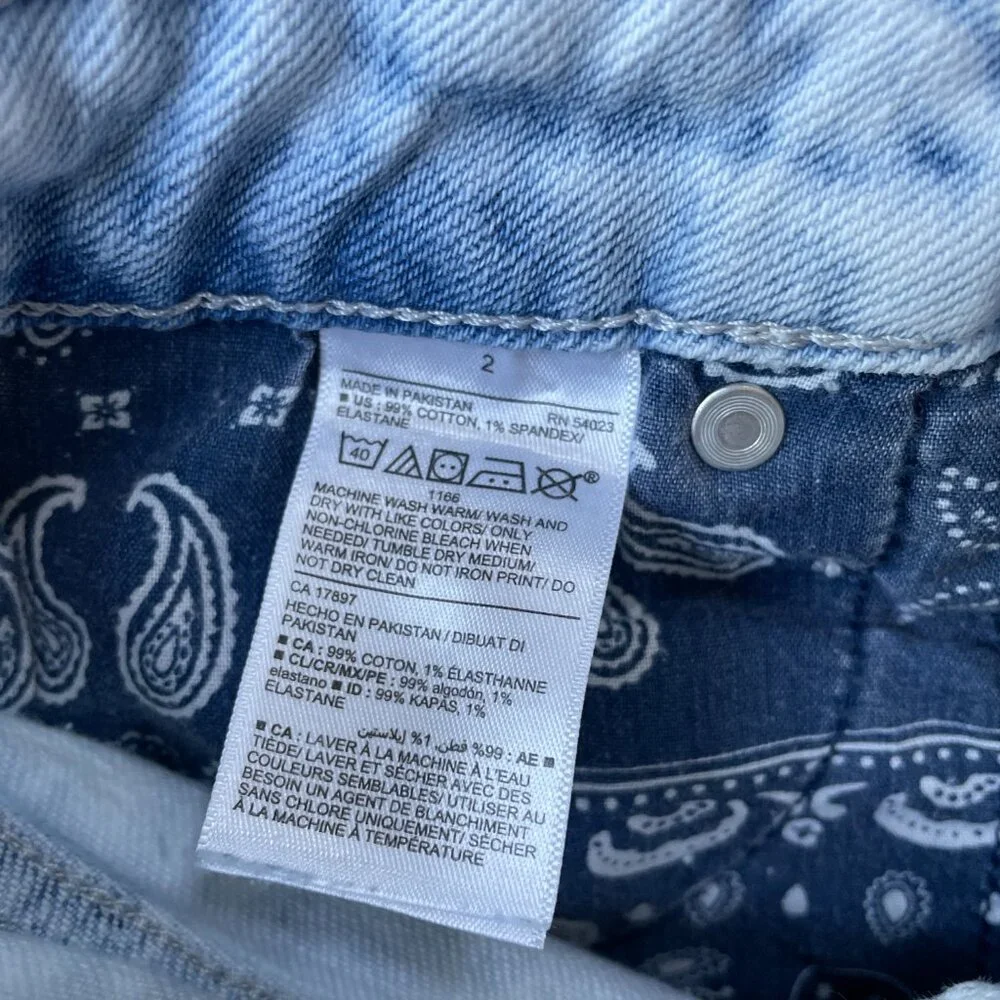 2
MADE IN PAKISTAN RN 54023
■ US : 99% COTTON, 1% SPANDEX/
ELASTANE
40 ®
1166
MACHINE WASH WARM/ WASH AND
DRY WITH LIKE COLORS/ ONLY
NON-CHLORINE BLEACH WHEN
NEEDED/ TUMBLE DRY MEDIUM/
WARM IRON/ DO NOT IRON PRINT/ DO
NOT DRY CLEAN
CA 17897
HECHO EN PAKISTAN / DIBUAT DI
PAKISTAN
■ CA : 99% COTON, 1% ÉLASTHANNE
■ CL/CR/MX/PE : 99% algodón, 1%
elastano ■ ID : 99% KAPAS, 1%
ELASTANE
■ AE : 99% قطن, 1% ايلاستين
■ CA : LAVER À LA MACHINE À L'EAU
TIÈDE/ LAVER ET SÉCHER AVEC DES
COULEURS SEMBLABLES/ UTILISER AU
BESOIN UN AGENT DE BLANCHIMENT
SANS CHLORE UNIQUEMENT/ SÉCHER
À LA MACHINE À TEMPÉRATURE